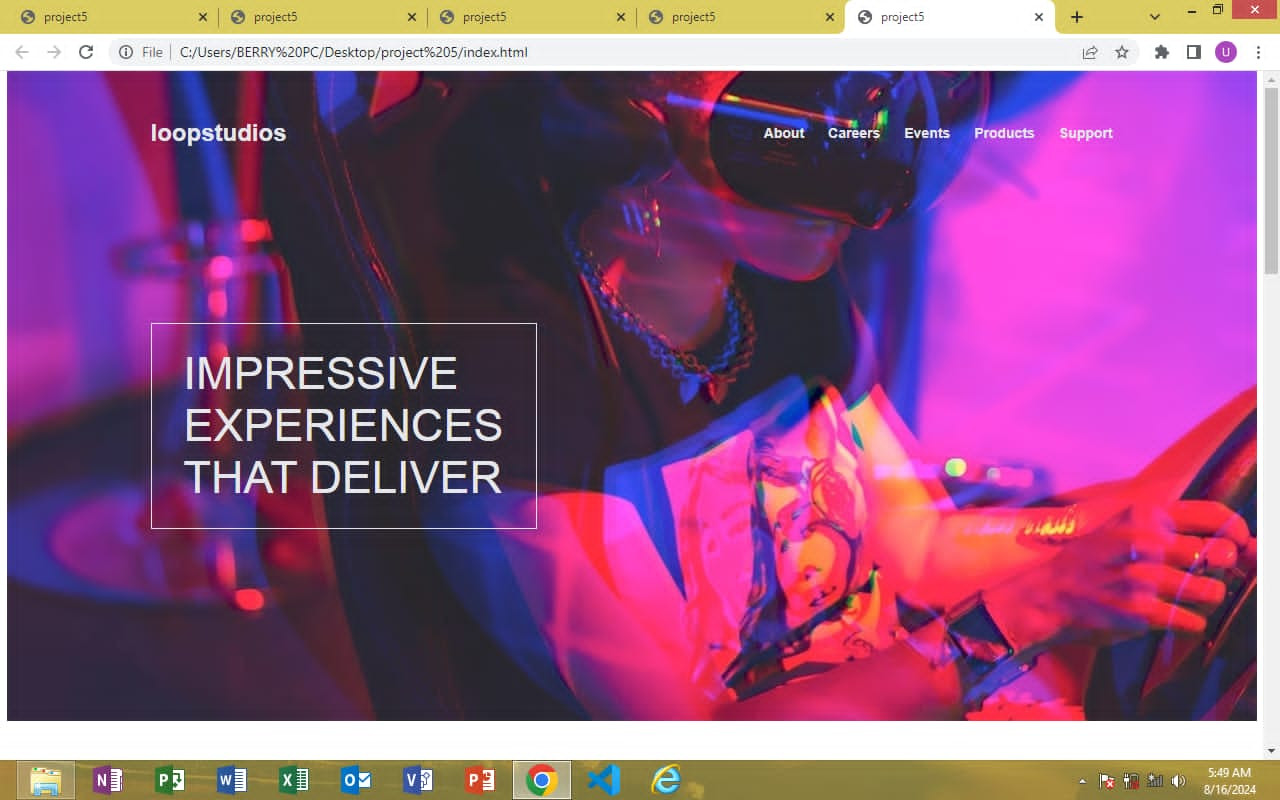 project5
project5
project5
project5
project5
File
C:/Users/BERRY%20PC/Desktop/project%205/index.html
U
loopstudios
About
Careers
Events
Products
Support
IMPRESSIVE
EXPERIENCES
THAT DELIVER
5:49 AM
8/16/2024